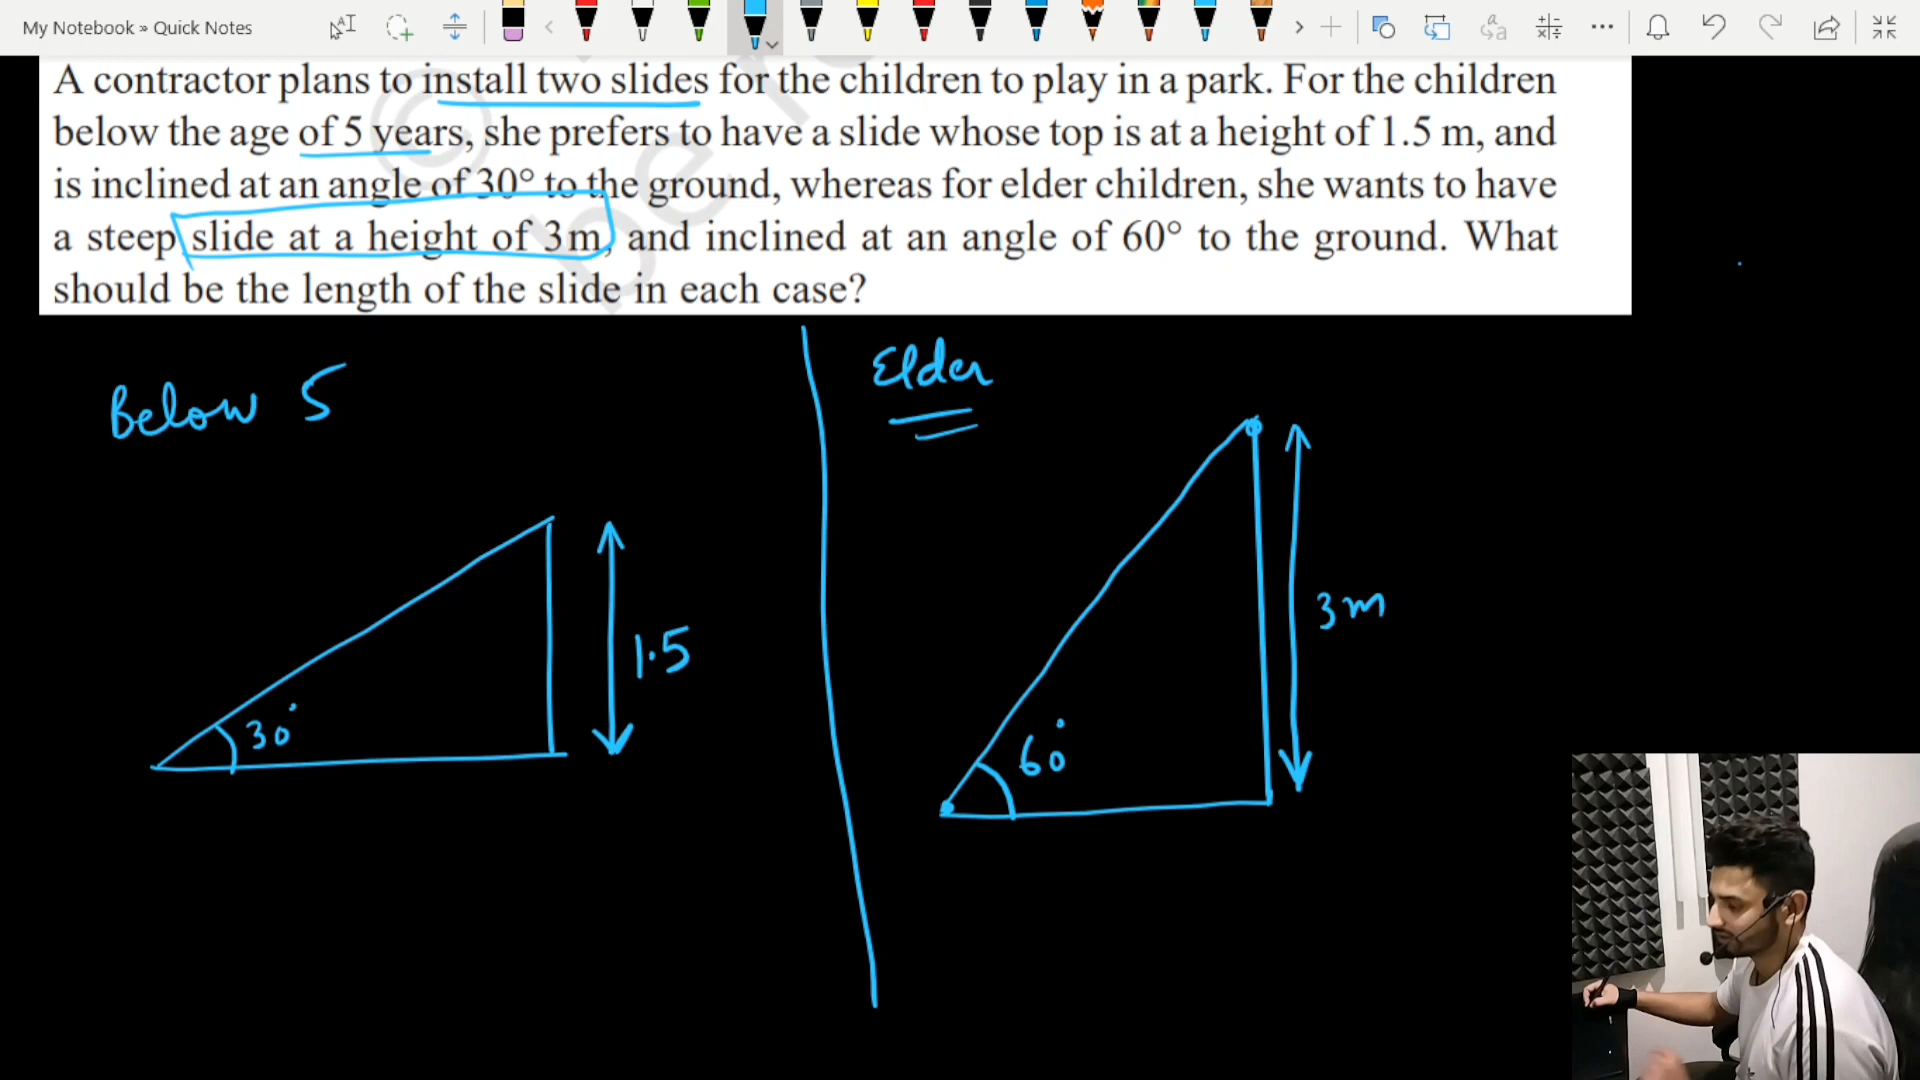 My Notebook » Quick Notes
A contractor plans to install two slides for the children to play in a park. For the children
below the age of 5 years, she prefers to have a slide whose top is at a height of 1.5 m, and
is inclined at an angle of 30° to the ground, whereas for elder children, she wants to have
a steep slide at a height of 3m, and inclined at an angle of 60° to the ground. What
should be the length of the slide in each case?
Below 5
Elder
1.5
30°
3m
60°